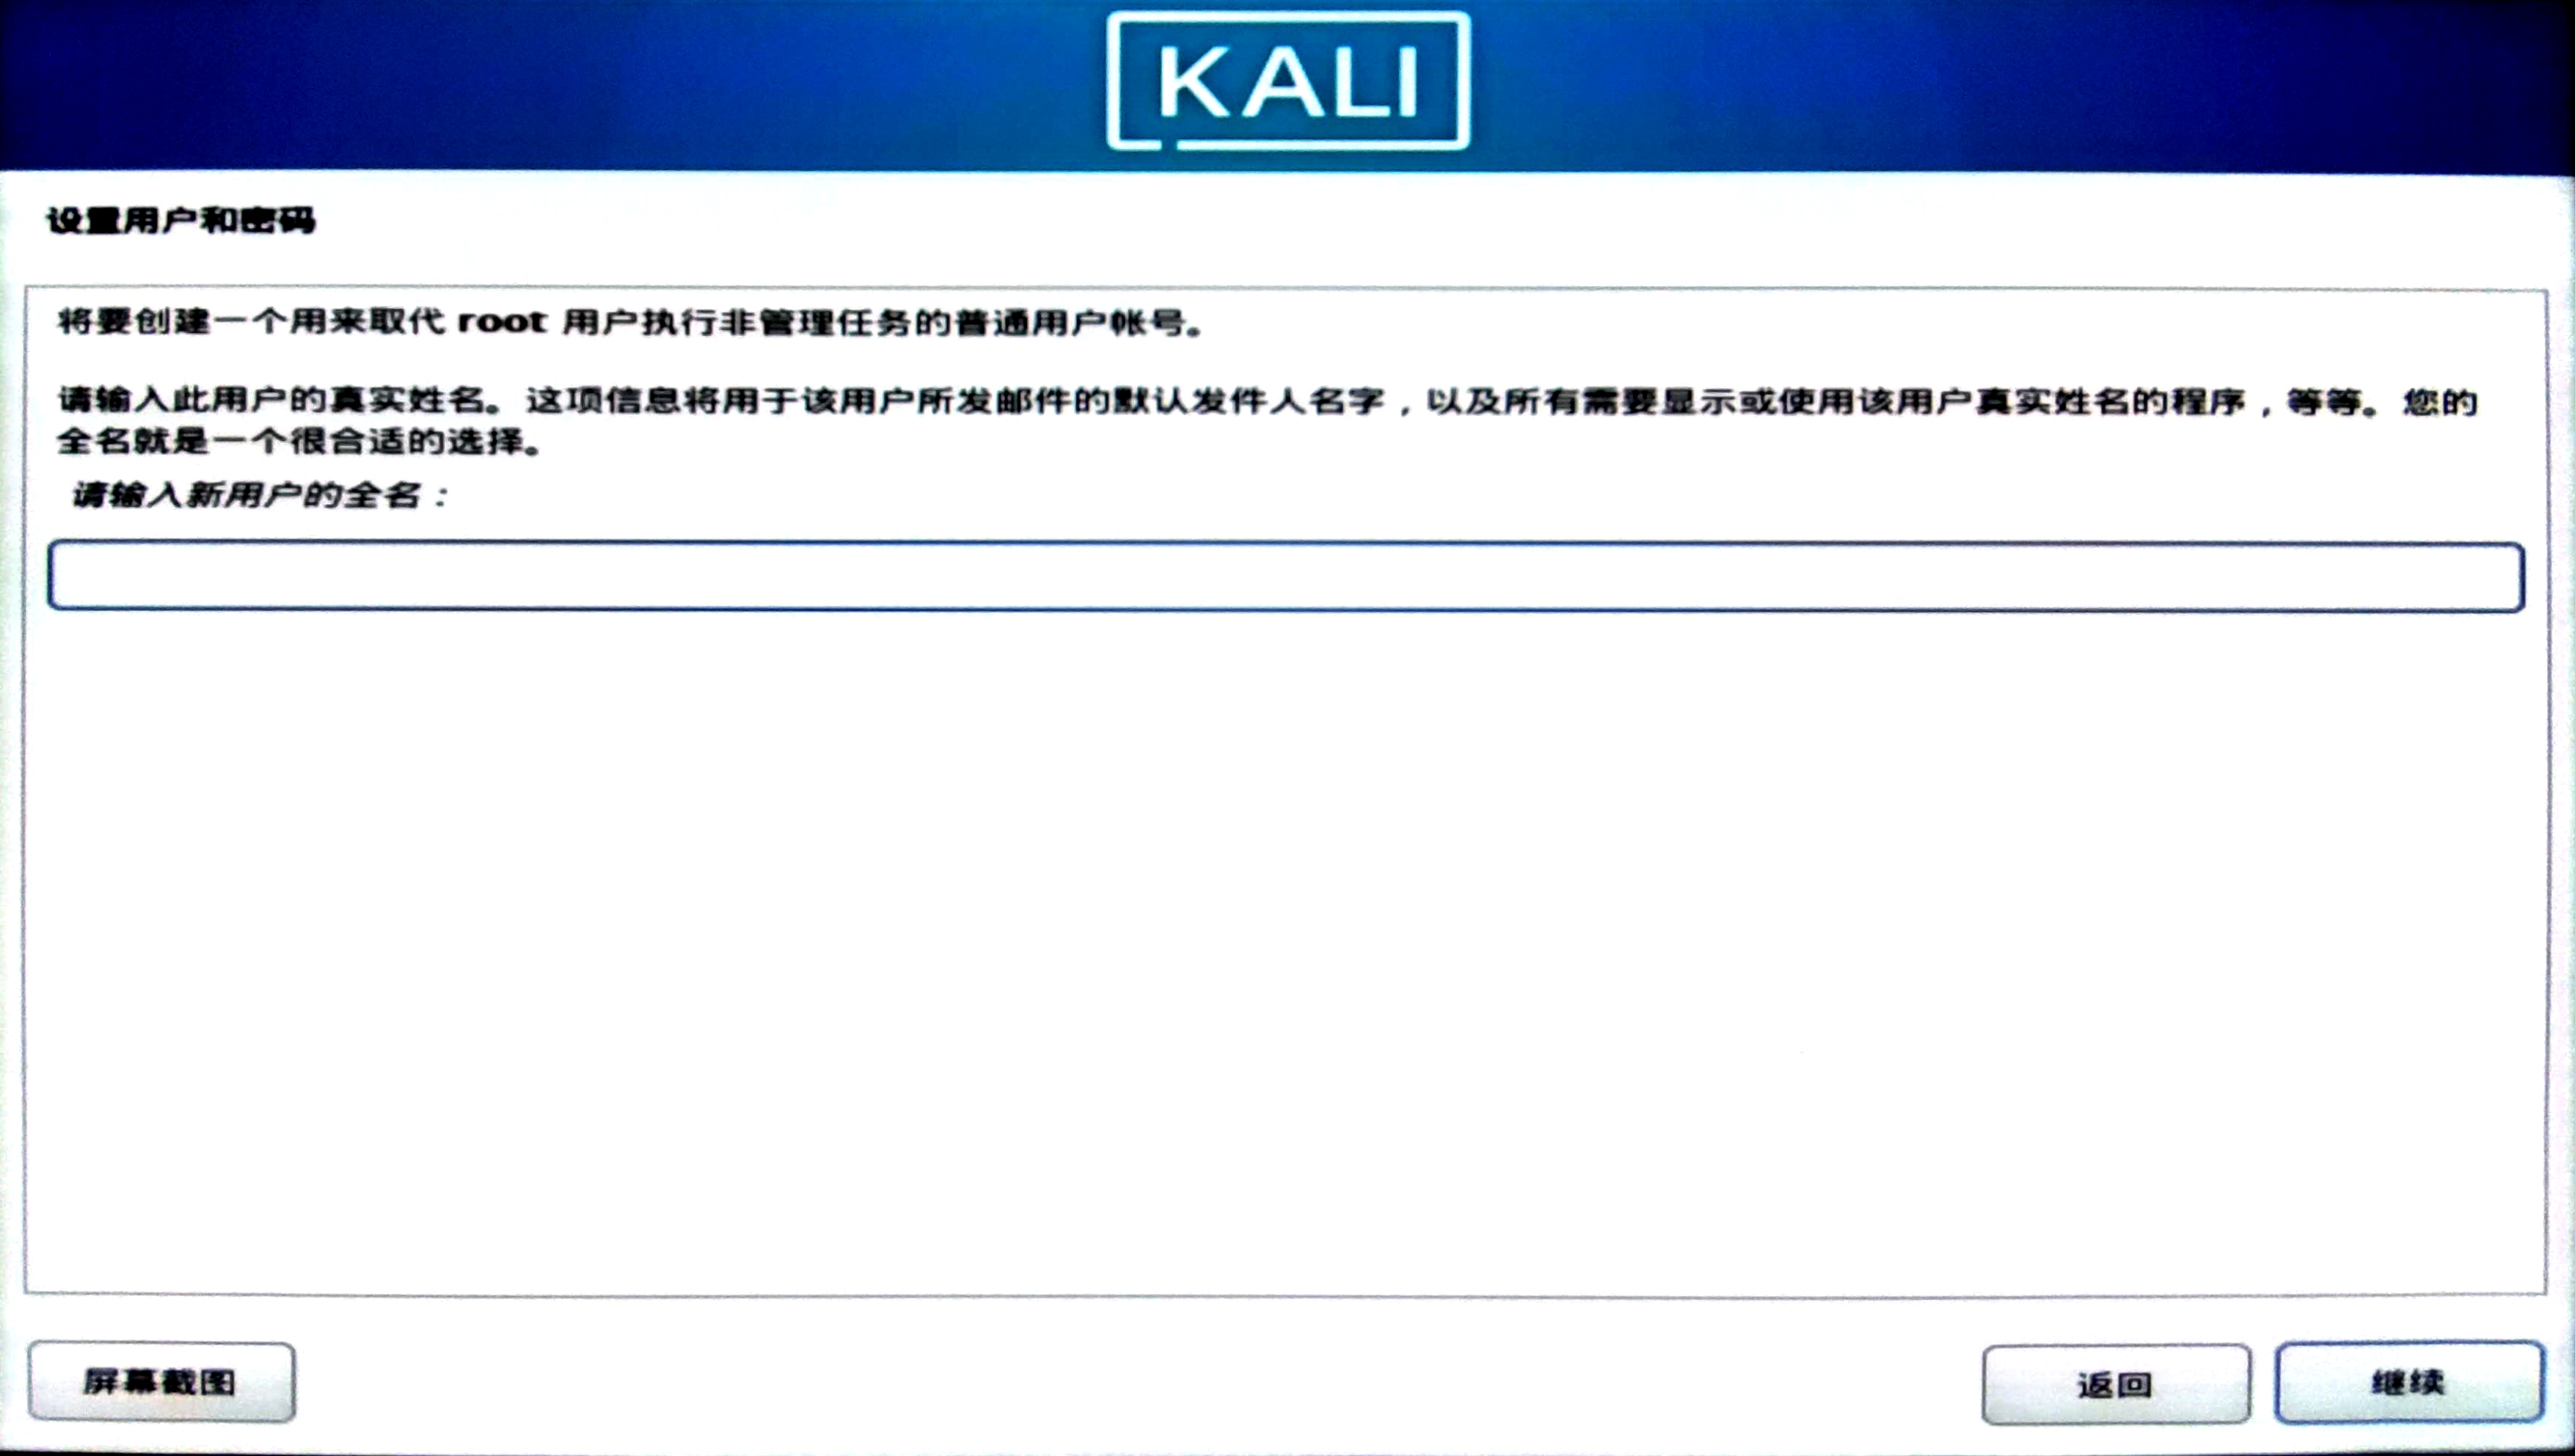 KALI
设置用户和密码
将要创建一个用来取代 root 用户执行非管理任务的普通用户帐号。
请输入此用户的真实姓名。这项信息将用于该用户所发邮件的默认发件人名字，以及所有需要显示或使用该用户真实姓名的程序，等等。您的
全名就是一个很合适的选择。
请输入新用户的全名：
屏幕截图
返回
继续